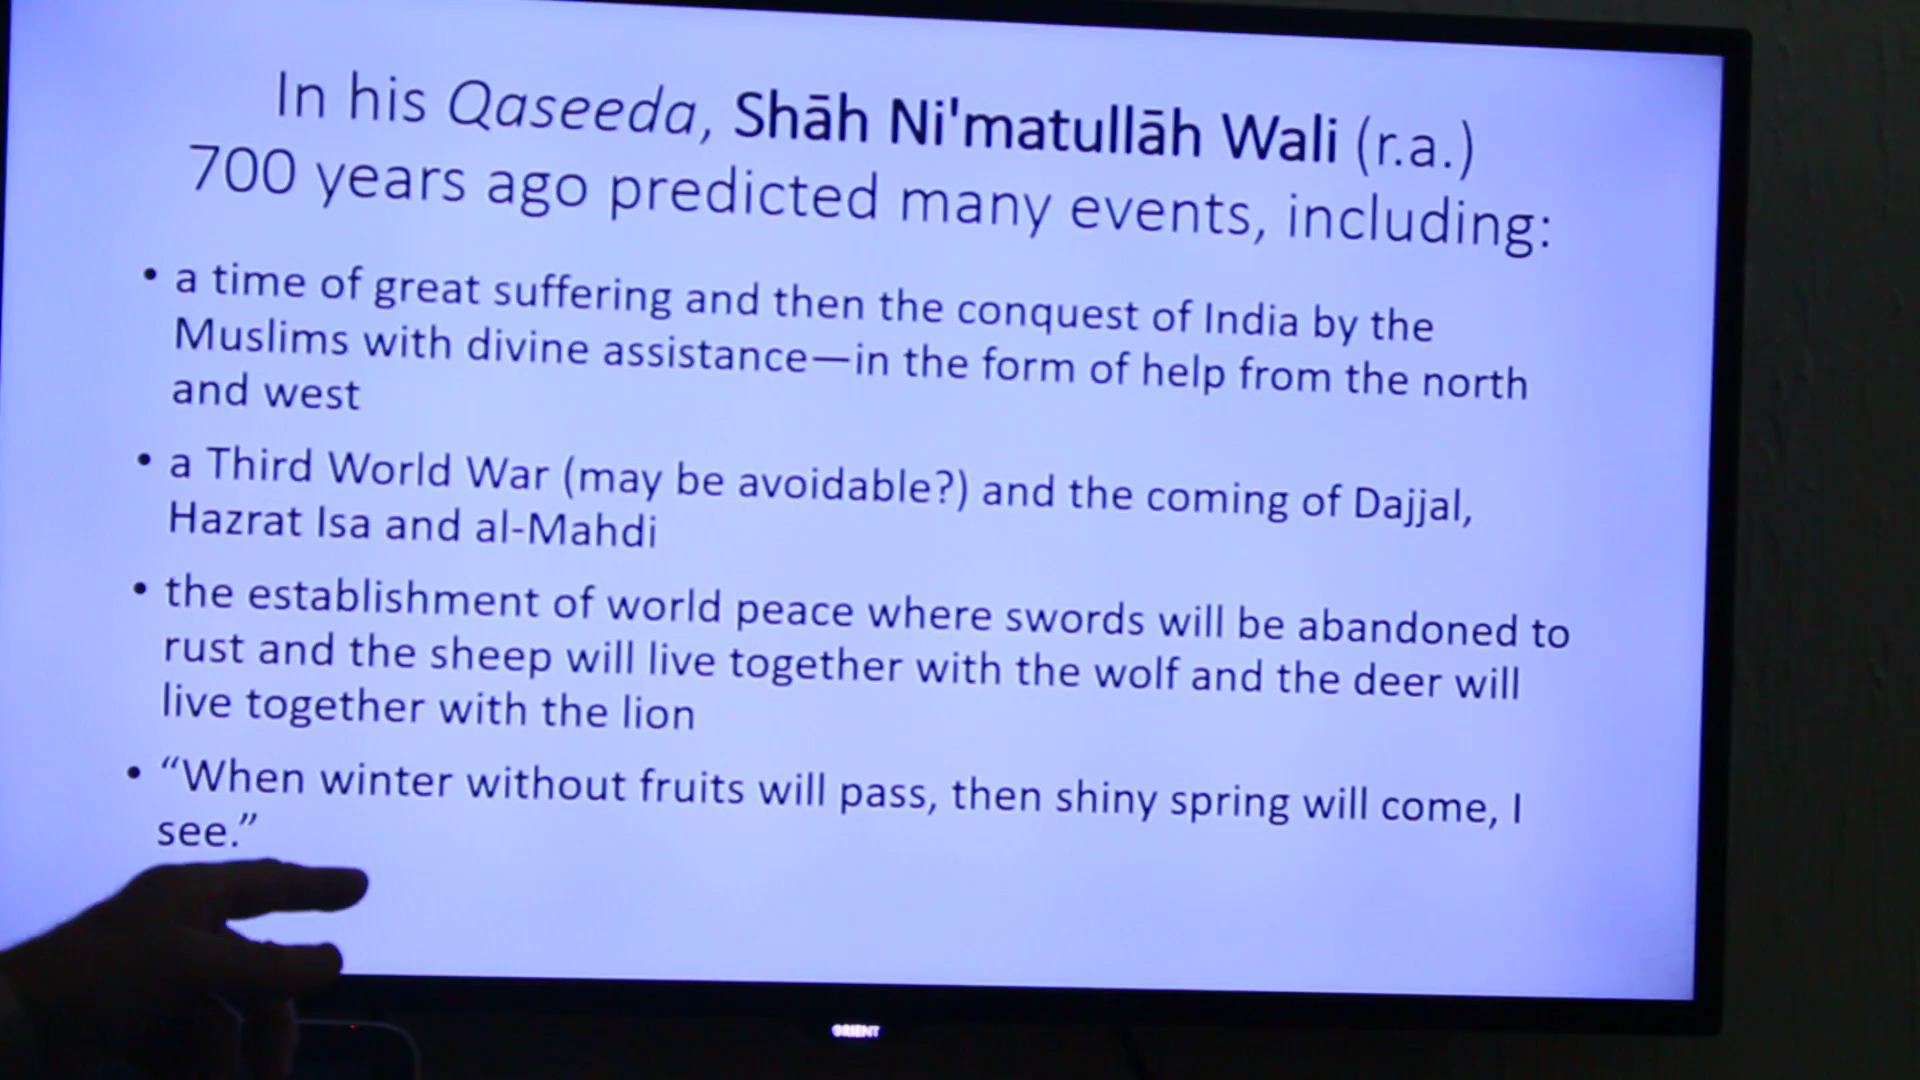 In his Qaseeda, Shāh Ni'matullāh Wali (r.a.)
700 years ago predicted many events, including:
• a time of great suffering and then the conquest of India by the
Muslims with divine assistance—in the form of help from the north
and west
• a Third World War (may be avoidable?) and the coming of Dajjal,
Hazrat Isa and al-Mahdi
• the establishment of world peace where swords will be abandoned to
rust and the sheep will live together with the wolf and the deer will
live together with the lion
• “When winter without fruits will pass, then shiny spring will come, I
see.”
ORIENT